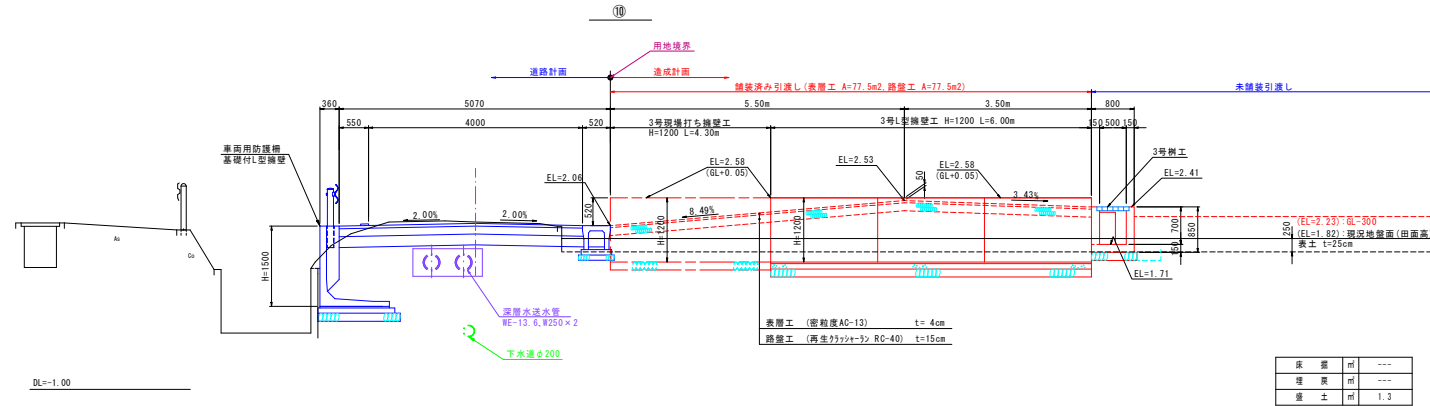 ⑩
用地境界
道路計画
造成計画
舗装済み引渡し(表層工 A=77.5m2,路盤工 A=77.5m2)
未舗装引渡し
360
5070
5.50m
3.50m
800
550
4000
520
3号現場打ち擁壁工
H=1200 L=4.30m
3号L型擁壁工 H=1200 L=6.00m
150
500
150
車両用防護柵
基礎付L型擁壁
EL=2.06
EL=2.58
(GL+0.05)
EL=2.53
EL=2.58
(GL+0.05)
50
3号桝工
EL=2.41
2.00%
2.00%
520
8.49%
3.43%
As
Co
H=1500
H=1200
H=1200
700
850
150
250
(EL=2.23):GL-300
(EL=1.82):現況地盤面(田面高)
表土 t=25cm
EL=1.71
深層水送水管
WE-13.6,W250×2
下水道φ200
表層工 (密粒度AC-13) t= 4cm
路盤工 (再生クラッシャーラン RC-40) t=15cm
DL=-1.00
床 掘 ㎡ ---
埋 戻 ㎡ ---
盛 土 ㎡ 1.3